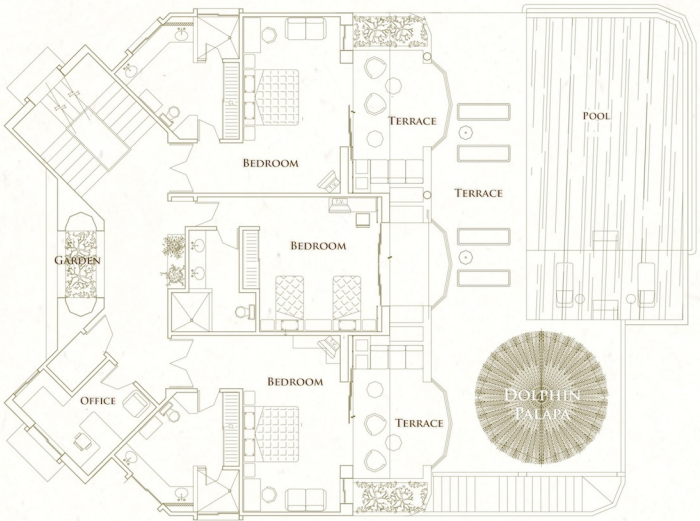 Terrace
Pool
Bedroom
Terrace
T.V.
Bedroom
Garden
Bedroom
Office
Terrace
Dolphin
Palapa